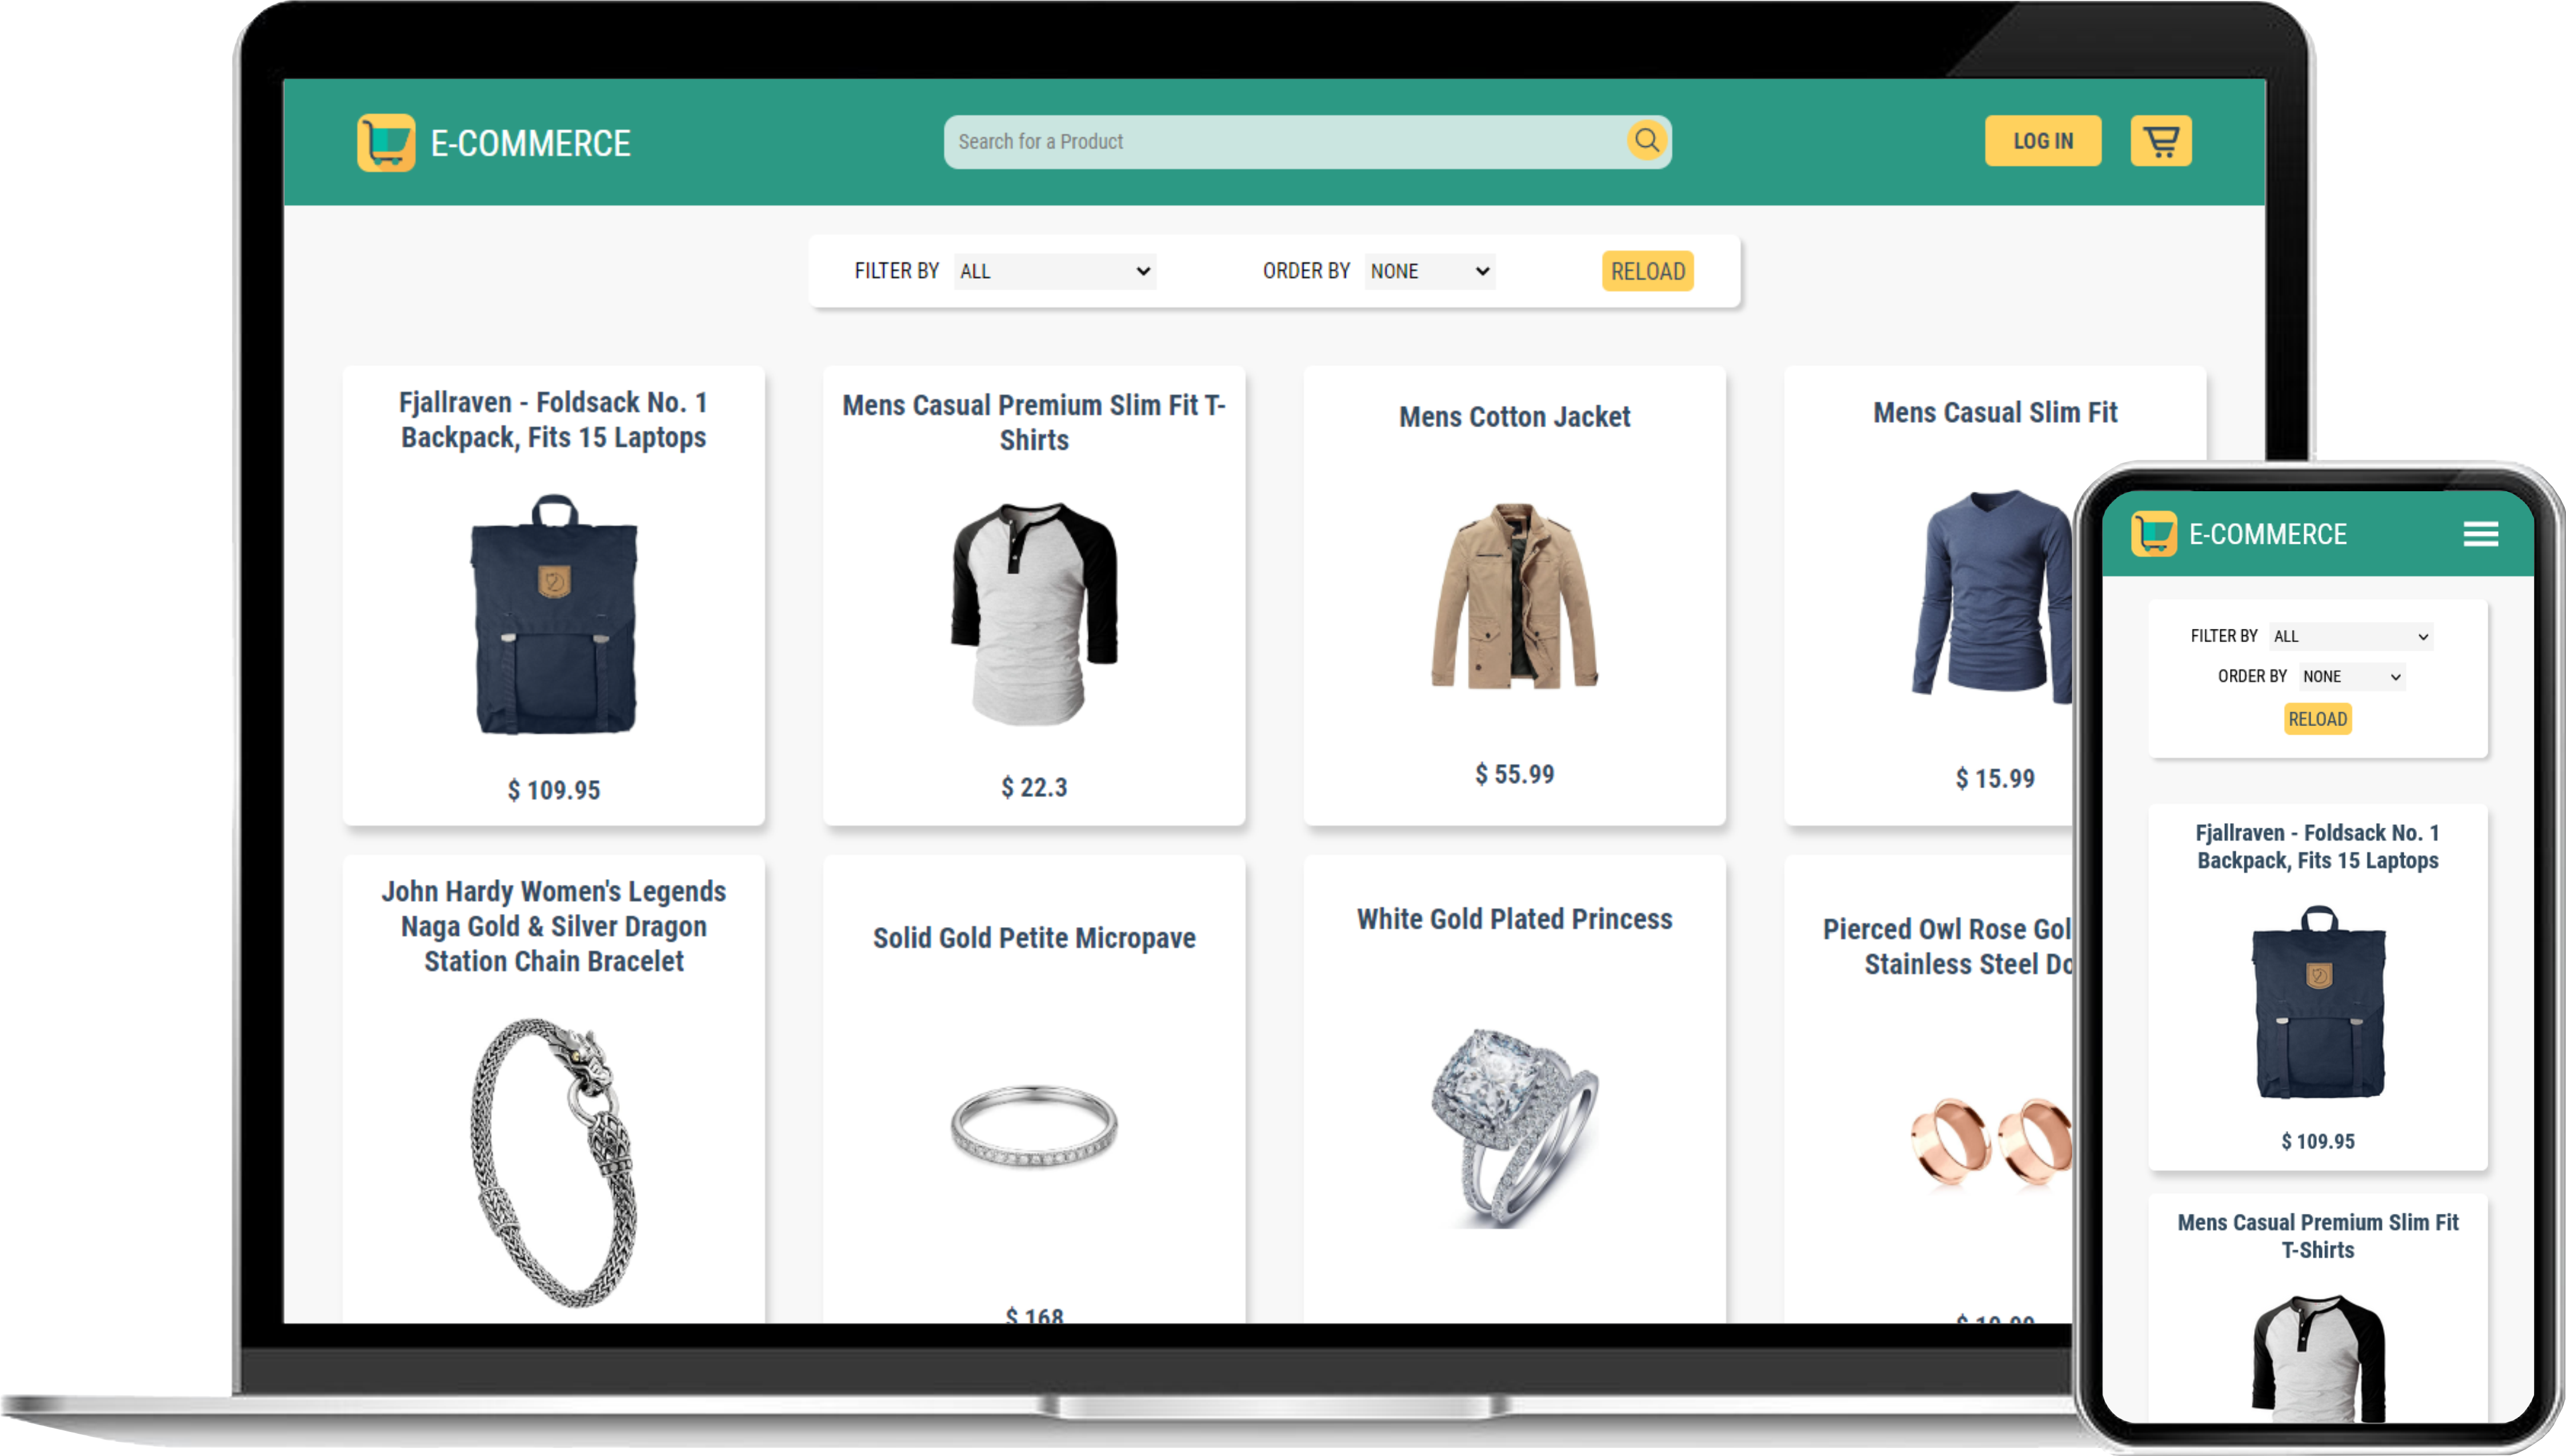 E-COMMERCE
Search for a Product
LOG IN
FILTER BY ALL
ORDER BY NONE
RELOAD
Fjallraven - Foldsack No. 1
Backpack, Fits 15 Laptops
$ 109.95
Mens Casual Premium Slim Fit T-
Shirts
$ 22.3
Mens Cotton Jacket
$ 55.99
Mens Casual Slim Fit
$ 15.99
John Hardy Women's Legends
Naga Gold & Silver Dragon
Station Chain Bracelet
Solid Gold Petite Micropave
$ 168
White Gold Plated Princess
Pierced Owl Rose
Stainless Steel
E-COMMERCE
FILTER BY ALL
ORDER BY NONE
RELOAD
Fjallraven - Foldsack No. 1
Backpack, Fits 15 Laptops
$ 109.95
Mens Casual Premium Slim Fit
T-Shirts